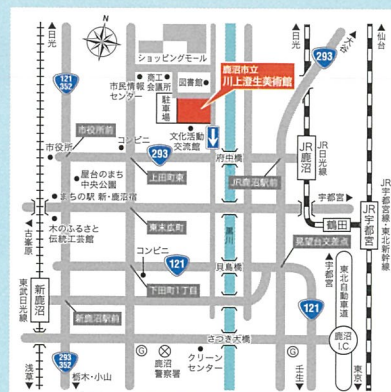 ▲日光
121
352
ショッピングモール
市民情報
センター
商工
会議所
図書館
鹿沼市立
川上澄生美術館
駐車場
文化活動
交流館
▲日光
293
▲大谷
▲仙台
市役所前
市役所
コンビニ
293
上田町東
府中橋
JR鹿沼駅前
JR鹿沼
JR日光線
屋台のまち
中央公園
まちの駅 新・鹿沼宿
木のふるさと
伝統工芸館
▼古峯原
東末広町
黒川
宇都宮▶
鶴田
JR宇都宮
JR宇都宮線・東北新幹線
晃望台交差点
コンビニ
121
貝島橋
下田町1丁目
新鹿沼
東武日光線
新鹿沼駅前
さつき大橋
121
▲宇都宮
東北自動車道
鹿沼
I.C.
G
鹿沼
警察署
クリーン
センター
G
293
352
浅草▼
栃木・小山
壬生▼
東京▼